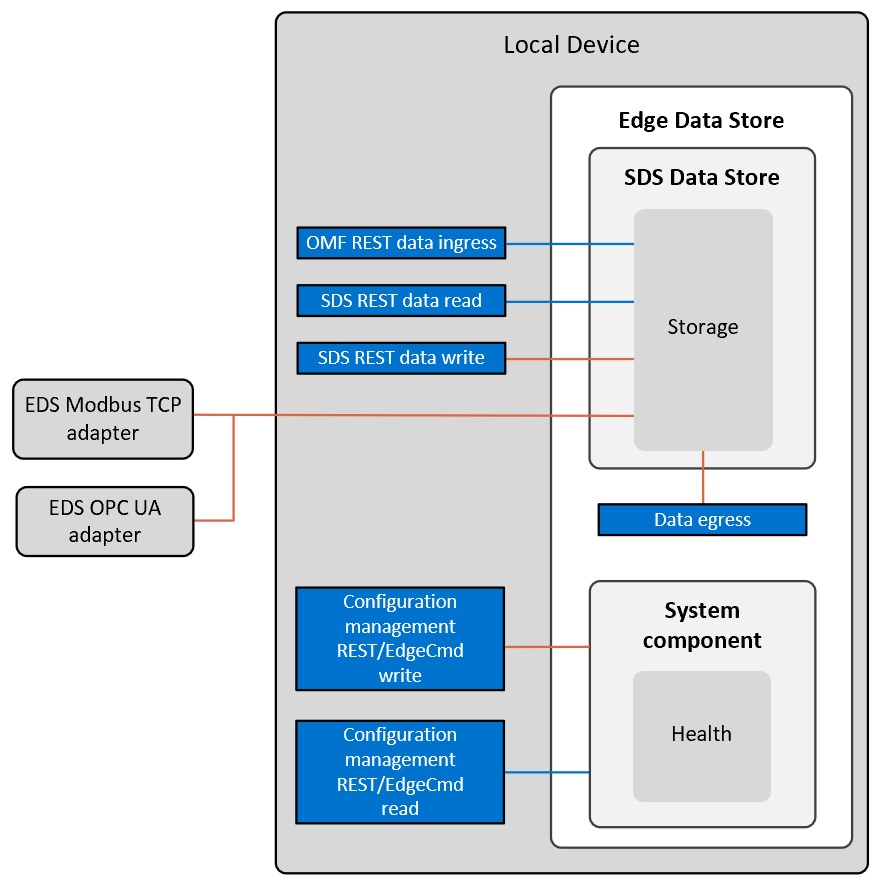 Local Device
Edge Data Store
SDS Data Store
OMF REST data ingress
SDS REST data read
SDS REST data write
Storage
EDS Modbus TCP
adapter
EDS OPC UA
adapter
Data egress
Configuration
management
REST/EdgeCmd
write
System
component
Configuration
management
REST/EdgeCmd
read
Health